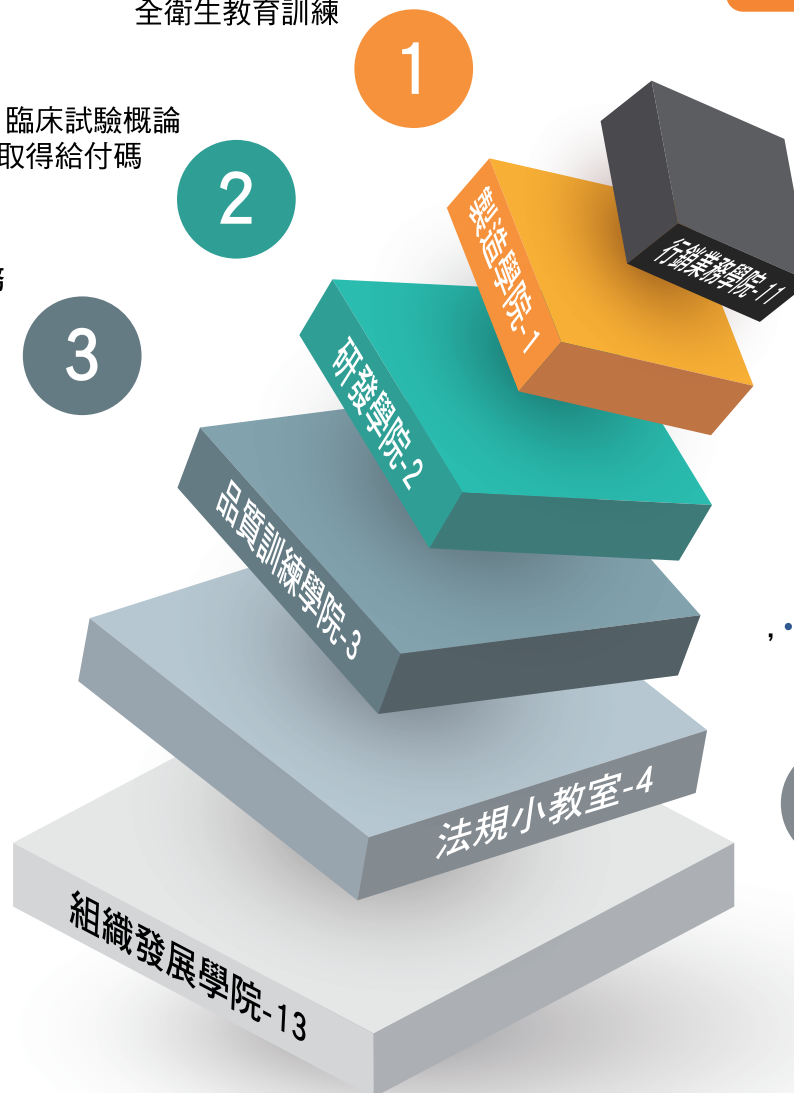 全衛生教育訓練
1
臨床試驗概論
取得給付碼
2
3
行銷業務學院-11
製造學院-1
研發學院-2
品質訓練學院-3
,•
法規小教室-4
組織發展學院-13